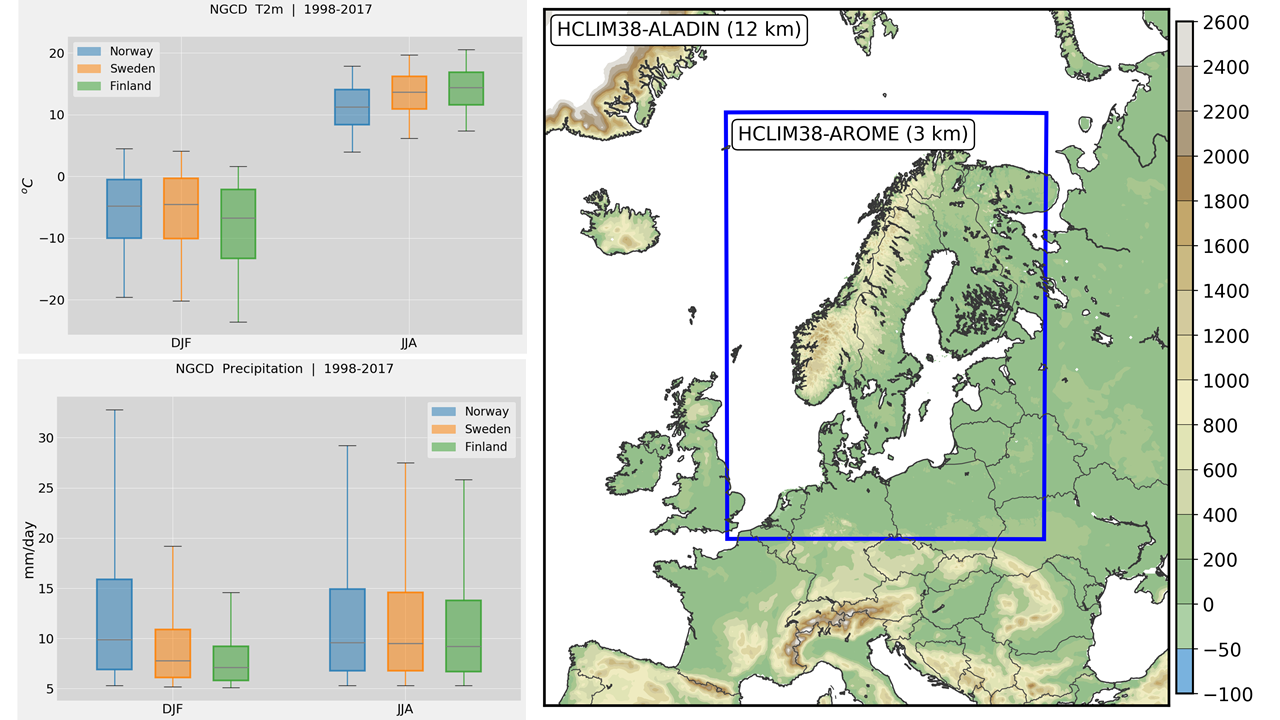 NGCD T2m | 1998-2017
Norway
Sweden
Finland
20
10
0
−10
−20
°C
DJF
JJA
NGCD Precipitation | 1998-2017
Norway
Sweden
Finland
30
25
20
15
10
5
mm/day
DJF
JJA
HCLIM38-ALADIN (12 km)
HCLIM38-AROME (3 km)
2600
2400
2200
2000
1800
1600
1400
1200
1000
800
600
400
200
0
−50
−100